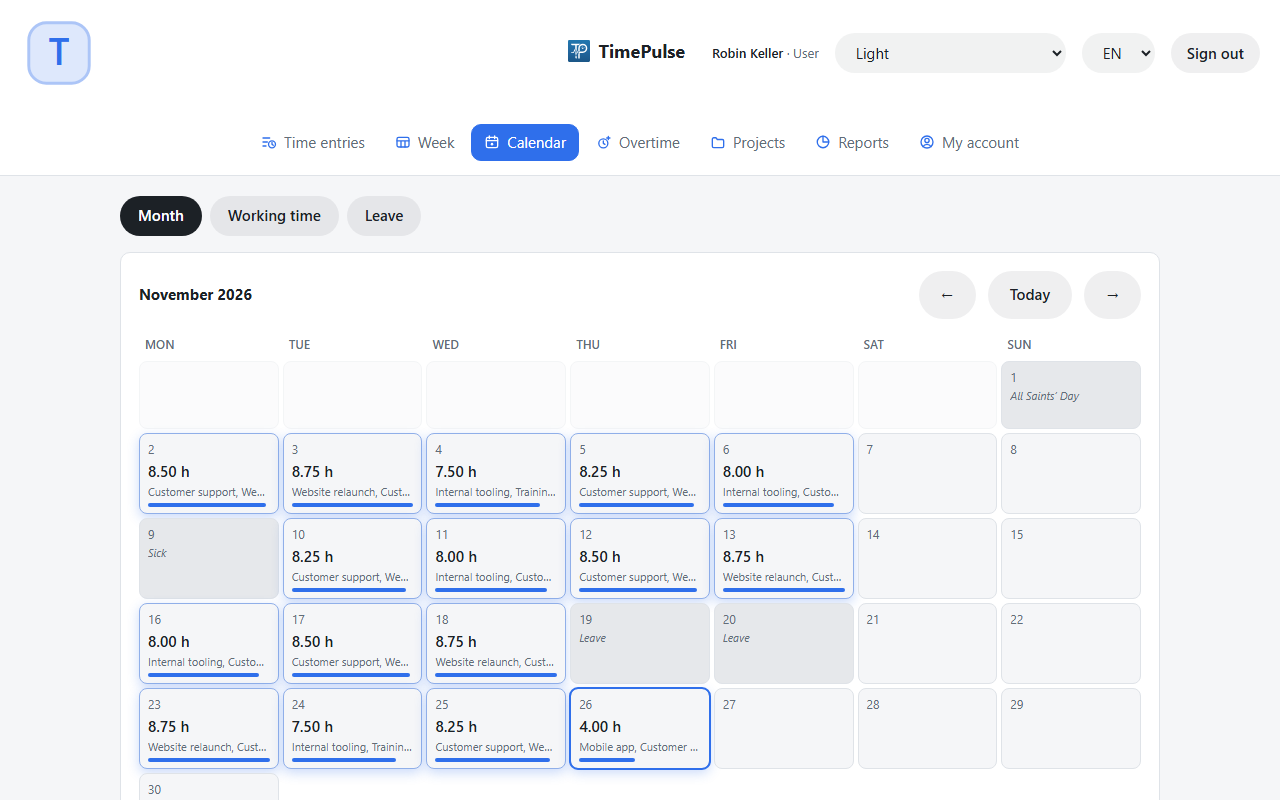 T
TimePulse
Robin Keller · User
Light
EN
Sign out
Time entries
Week
Calendar
Overtime
Projects
Reports
My account
Month
Working time
Leave
November 2026
←
Today
→
MON TUE WED THU FRI SAT SUN
1
All Saints' Day
2
8.50 h
Customer support, We...
3
8.75 h
Website relaunch, Cust...
4
7.50 h
Internal tooling, Trainin...
5
8.25 h
Customer support, We...
6
8.00 h
Internal tooling, Custo...
7
8
9
Sick
10
8.25 h
Customer support, We...
11
8.00 h
Internal tooling, Custo...
12
8.50 h
Customer support, We...
13
8.75 h
Website relaunch, Cust...
14
15
16
8.00 h
Internal tooling, Custo...
17
8.50 h
Customer support, We...
18
8.75 h
Website relaunch, Cust...
19
Leave
20
Leave
21
22
23
8.75 h
Website relaunch, Cust...
24
7.50 h
Internal tooling, Trainin...
25
8.25 h
Customer support, We...
26
4.00 h
Mobile app, Customer ...
27
28
29
30